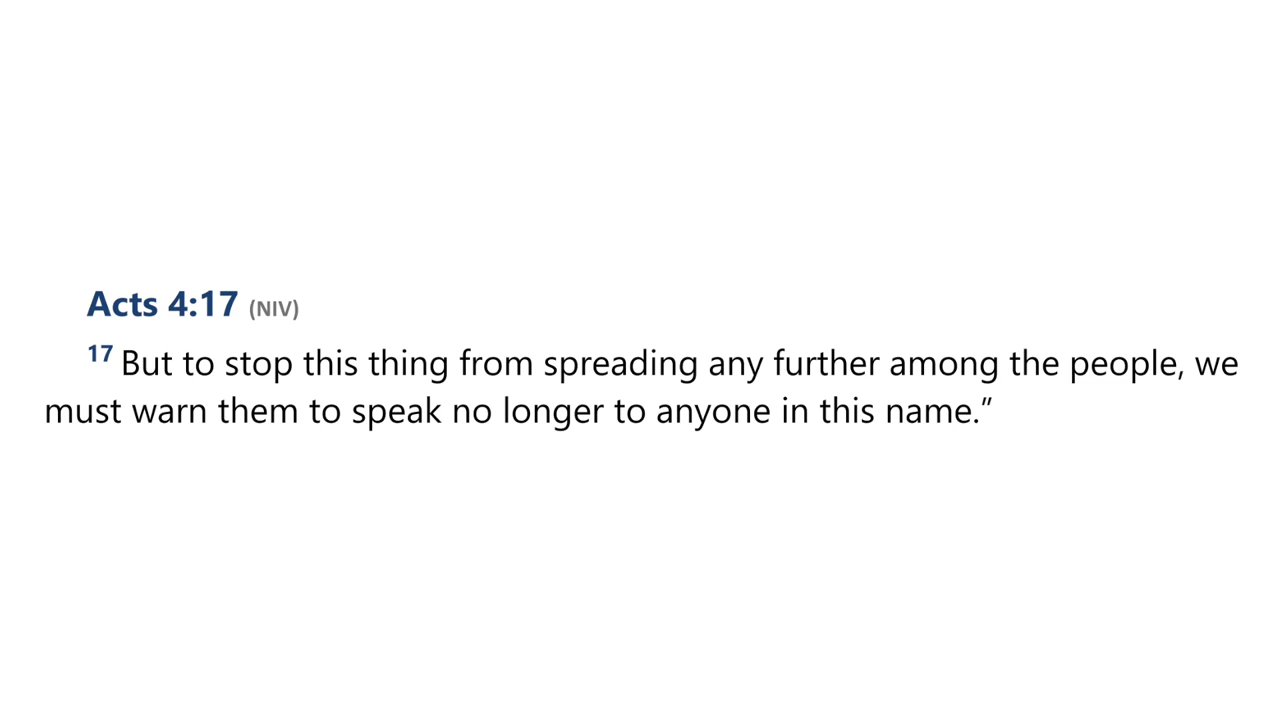 Acts 4:17 (NIV)
17 But to stop this thing from spreading any further among the people, we
must warn them to speak no longer to anyone in this name.”